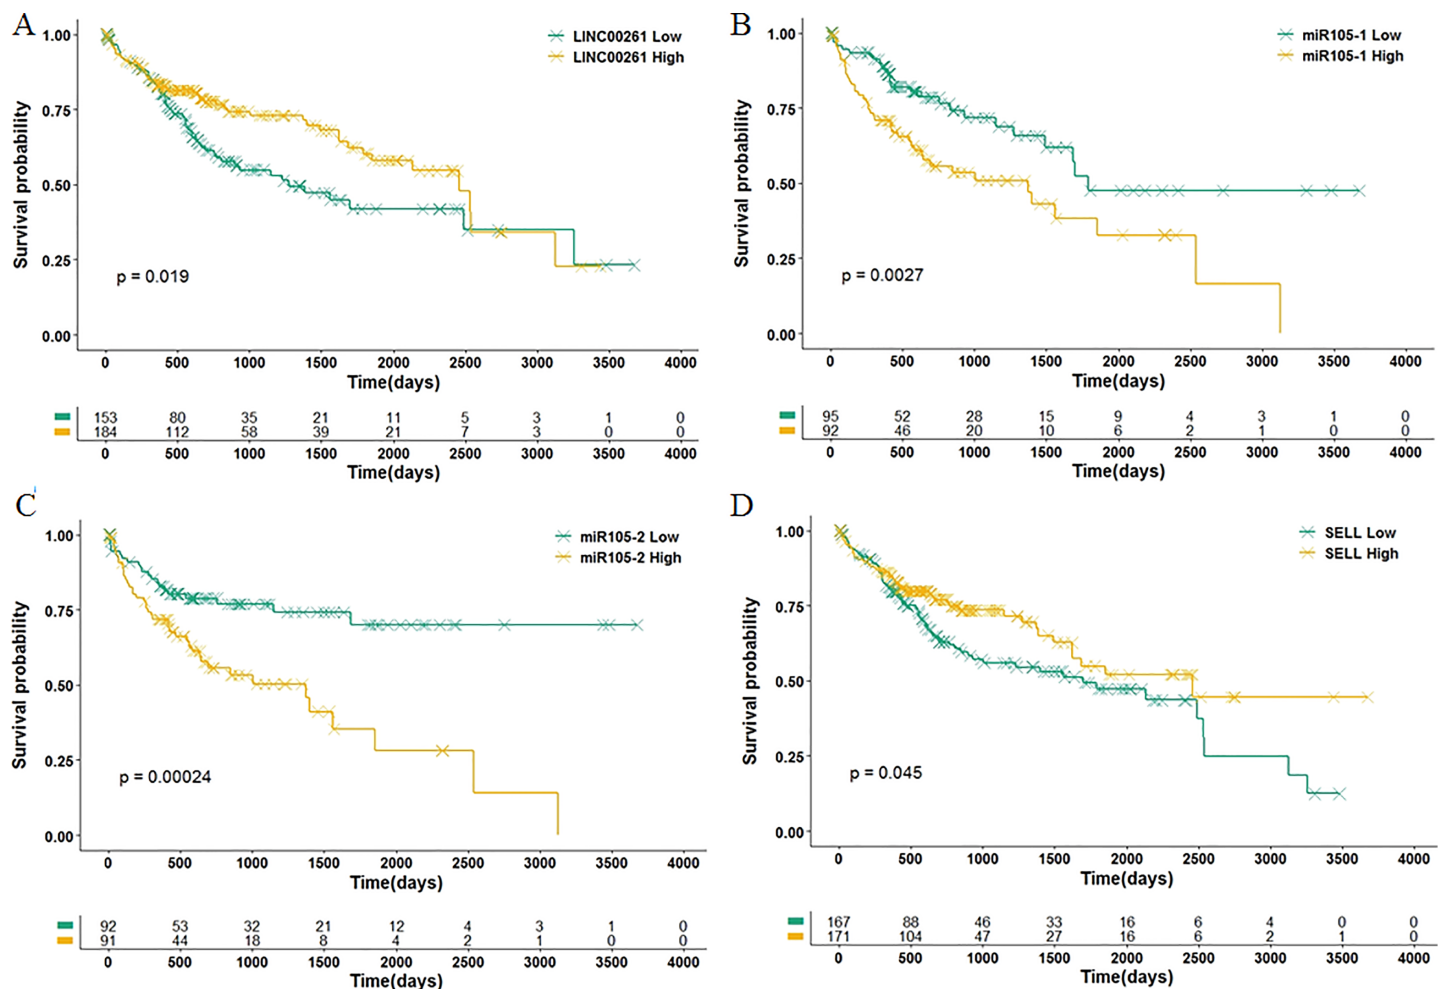 A
LINC00261 Low
LINC00261 High
Survival probability
1.00
0.75
0.50
0.25
0.00
p = 0.019
0 500 1000 1500 2000 2500 3000 3500 4000
Time(days)
153 80 35 21 11 5 3 1 0
184 112 58 39 21 7 3 0 0
0 500 1000 1500 2000 2500 3000 3500 4000
Time(days)
B
miR105-1 Low
miR105-1 High
Survival probability
1.00
0.75
0.50
0.25
0.00
p = 0.0027
0 500 1000 1500 2000 2500 3000 3500 4000
Time(days)
95 52 28 15 9 4 3 1 0
92 46 20 10 6 2 1 0 0
0 500 1000 1500 2000 2500 3000 3500 4000
Time(days)
C
miR105-2 Low
miR105-2 High
Survival probability
1.00
0.75
0.50
0.25
0.00
p = 0.00024
0 500 1000 1500 2000 2500 3000 3500 4000
Time(days)
92 53 32 21 12 4 3 1 0
91 44 18 8 4 2 1 0 0
0 500 1000 1500 2000 2500 3000 3500 4000
Time(days)
D
SELL Low
SELL High
Survival probability
1.00
0.75
0.50
0.25
0.00
p = 0.045
0 500 1000 1500 2000 2500 3000 3500 4000
Time(days)
167 88 46 33 16 6 4 0 0
171 104 47 27 16 6 2 1 0
0 500 1000 1500 2000 2500 3000 3500 4000
Time(days)